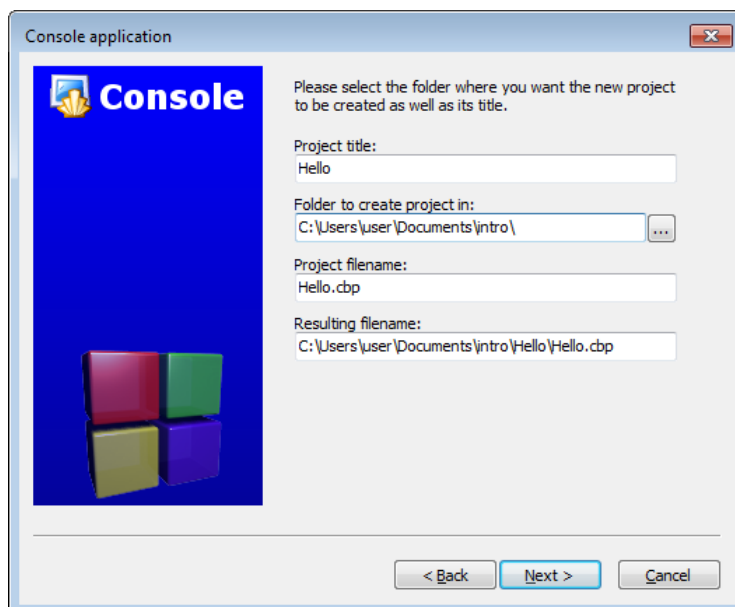 Console application
Console
Please select the folder where you want the new project
to be created as well as its title.
Project title:
Hello
Folder to create project in:
C:\Users\user\Documents\intro\
...
Project filename:
Hello.cbp
Resulting filename:
C:\Users\user\Documents\intro\Hello\Hello.cbp
< Back Next > Cancel